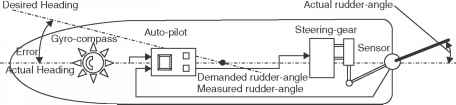 Desired Heading
Actual rudder-angle
Steering-gear
Auto-pilot
Gyro-compass
Sensor
Error
Actual Heading
Demanded rudder-angle
Measured rudder-angle